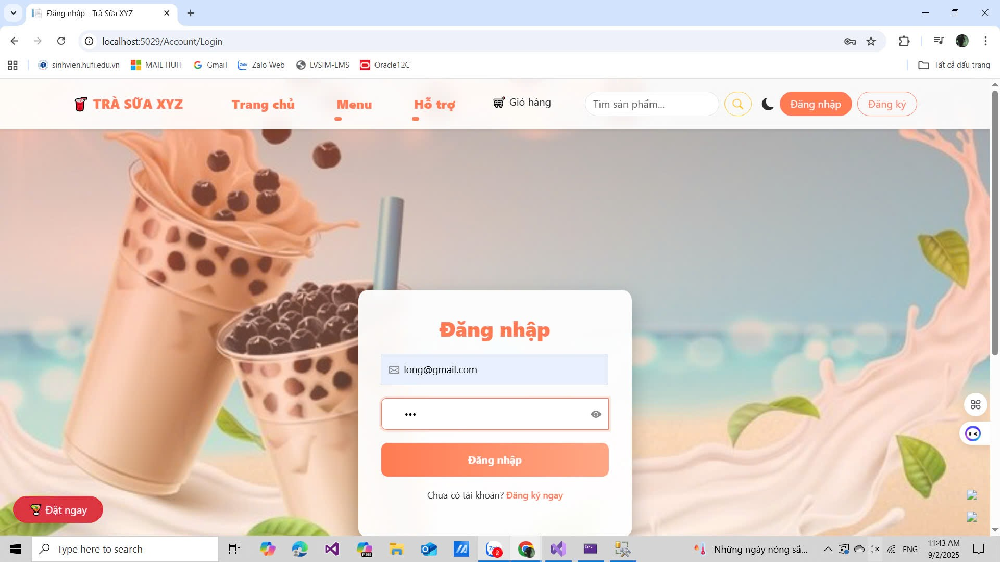 Đăng nhập - Trà Sữa XYZ
localhost:5029/Account/Login
sinhvien.hufi.edu.vn MAIL HUFI Gmail Zalo Web LVSIM-EMS Oracle12C Tất cả dấu trang
TRÀ SỮA XYZ Trang chủ Menu Hỗ trợ Giỏ hàng Tìm sản phẩm... Đăng nhập Đăng ký
Đăng nhập
long@gmail.com
•••
Đăng nhập
Chưa có tài khoản? Đăng ký ngay
Đặt ngay
Type here to search M365 Zalo 2 Những ngày nóng sắ... ENG 11:43 AM
9/2/2025